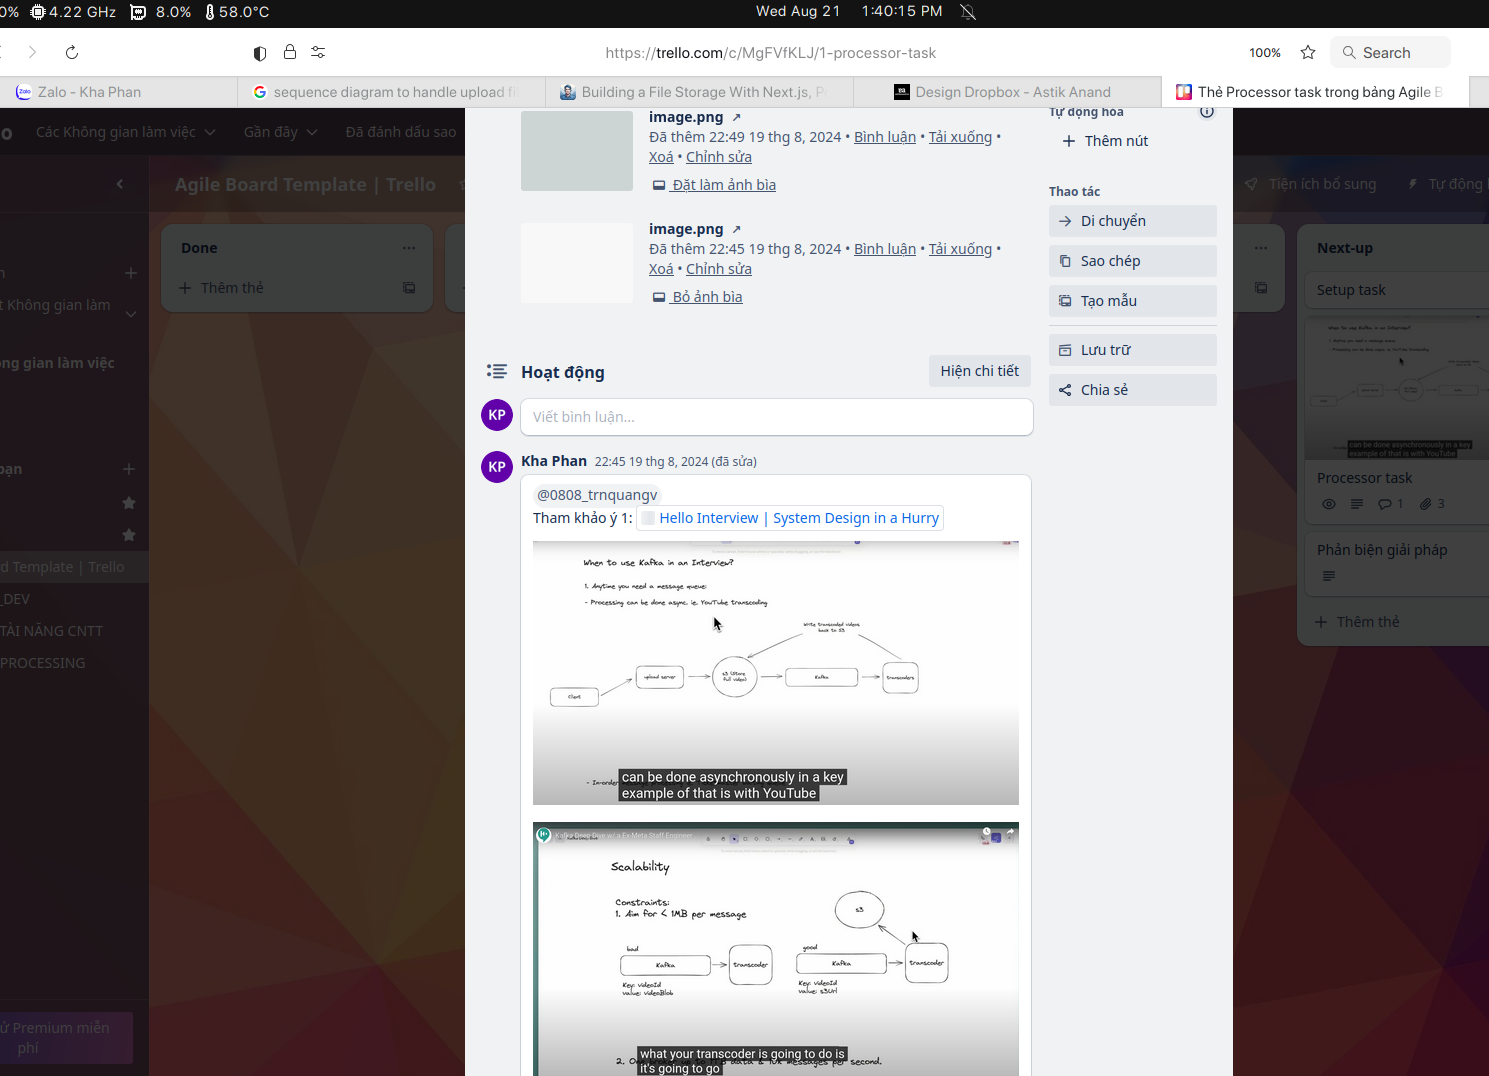 0% 4.22 GHz 8.0% 58.0°C Wed Aug 21 1:40:15 PM
https://trello.com/c/MgFVfKLJ/1-processor-task 100% Search
Zalo - Kha Phan
sequence diagram to handle upload fi
Building a File Storage With Next.js, P
Design Dropbox - Astik Anand
Thẻ Processor task trong bảng Agile B
o Các Không gian làm việc Gần đây Đã đánh dấu sao
Agile Board Template | Trello
Tiện ích bổ sung Tự động
Done
Thêm thẻ
t Không gian làm
ng gian làm việc
bạn
d Template | Trello
_DEV
TÀI NĂNG CNTT
PROCESSING
ử Premium miễn
phí
image.png
Đã thêm 22:49 19 thg 8, 2024 • Bình luận • Tải xuống •
Xoá • Chỉnh sửa
Đặt làm ảnh bìa
image.png
Đã thêm 22:45 19 thg 8, 2024 • Bình luận • Tải xuống •
Xoá • Chỉnh sửa
Bỏ ảnh bìa
Hoạt động
Hiện chi tiết
KP
Viết bình luận...
KP
Kha Phan 22:45 19 thg 8, 2024 (đã sửa)
@0808_trnquangv
Tham khảo ý 1: Hello Interview | System Design in a Hurry
When to use Kafka in an Interview?
1. Anytime you need a message queue:
- Processing can be done async. ie. YouTube transcoding
Write transcoded videos
back to S3
Client
upload server
s3 (store
full video)
Kafka
transcoders
can be done asynchronously in a key
example of that is with YouTube
Kafka Deep Dive w/ a Ex-Meta Staff Engineer
Scalability
Constraints:
1. Aim for < 1MB per message
bad
Kafka
transcoder
Key: videoId
value: videoBlob
good
Kafka
transcoder
s3
Key: videoId
value: s3Url
what your transcoder is going to do is
it's going to go
messages per second.
Tự động hóa
Thêm nút
Thao tác
Di chuyển
Sao chép
Tạo mẫu
Lưu trữ
Chia sẻ
Next-up
Setup task
When to use Kafka in an Interview?
can be done asynchronously in a key
example of that is with YouTube
Processor task
1 3
Phản biện giải pháp
Thêm thẻ